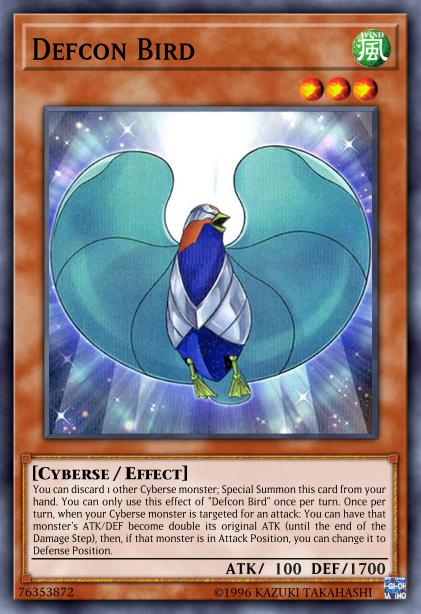 DEFCON BIRD
WIND
風
[CYBERSE / EFFECT]
You can discard 1 other Cyberse monster; Special Summon this card from your
hand. You can only use this effect of "Defcon Bird" once per turn. Once per
turn, when your Cyberse monster is targeted for an attack: You can have that
monster's ATK/DEF become double its original ATK (until the end of the
Damage Step), then, if that monster is in Attack Position, you can change it to
Defense Position.
ATK/ 100 DEF/1700
76353872
©1996 KAZUKI TAKAHASHI